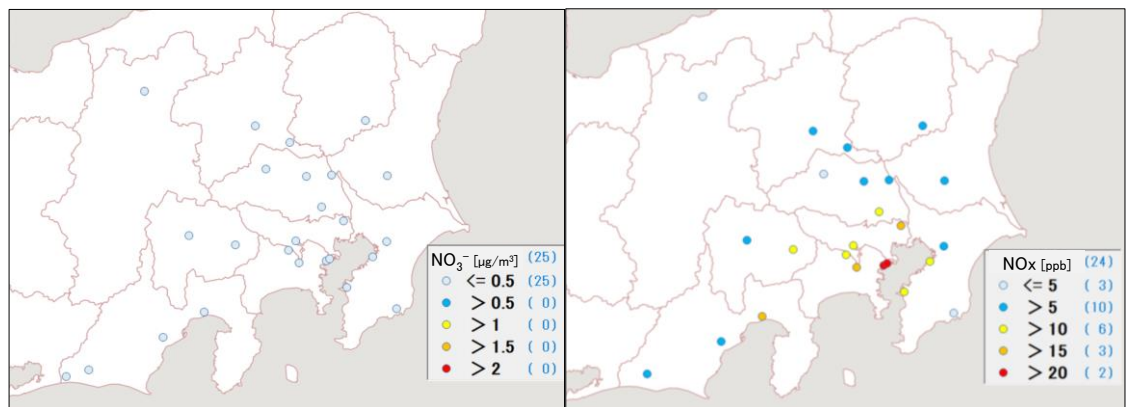 NO₃⁻ [μg/m³] (25)
<= 0.5 (25)
> 0.5 ( 0)
> 1 ( 0)
> 1.5 ( 0)
> 2 ( 0)
NOx [ppb] (24)
<= 5 ( 3)
> 5 (10)
> 10 ( 6)
> 15 ( 3)
> 20 ( 2)